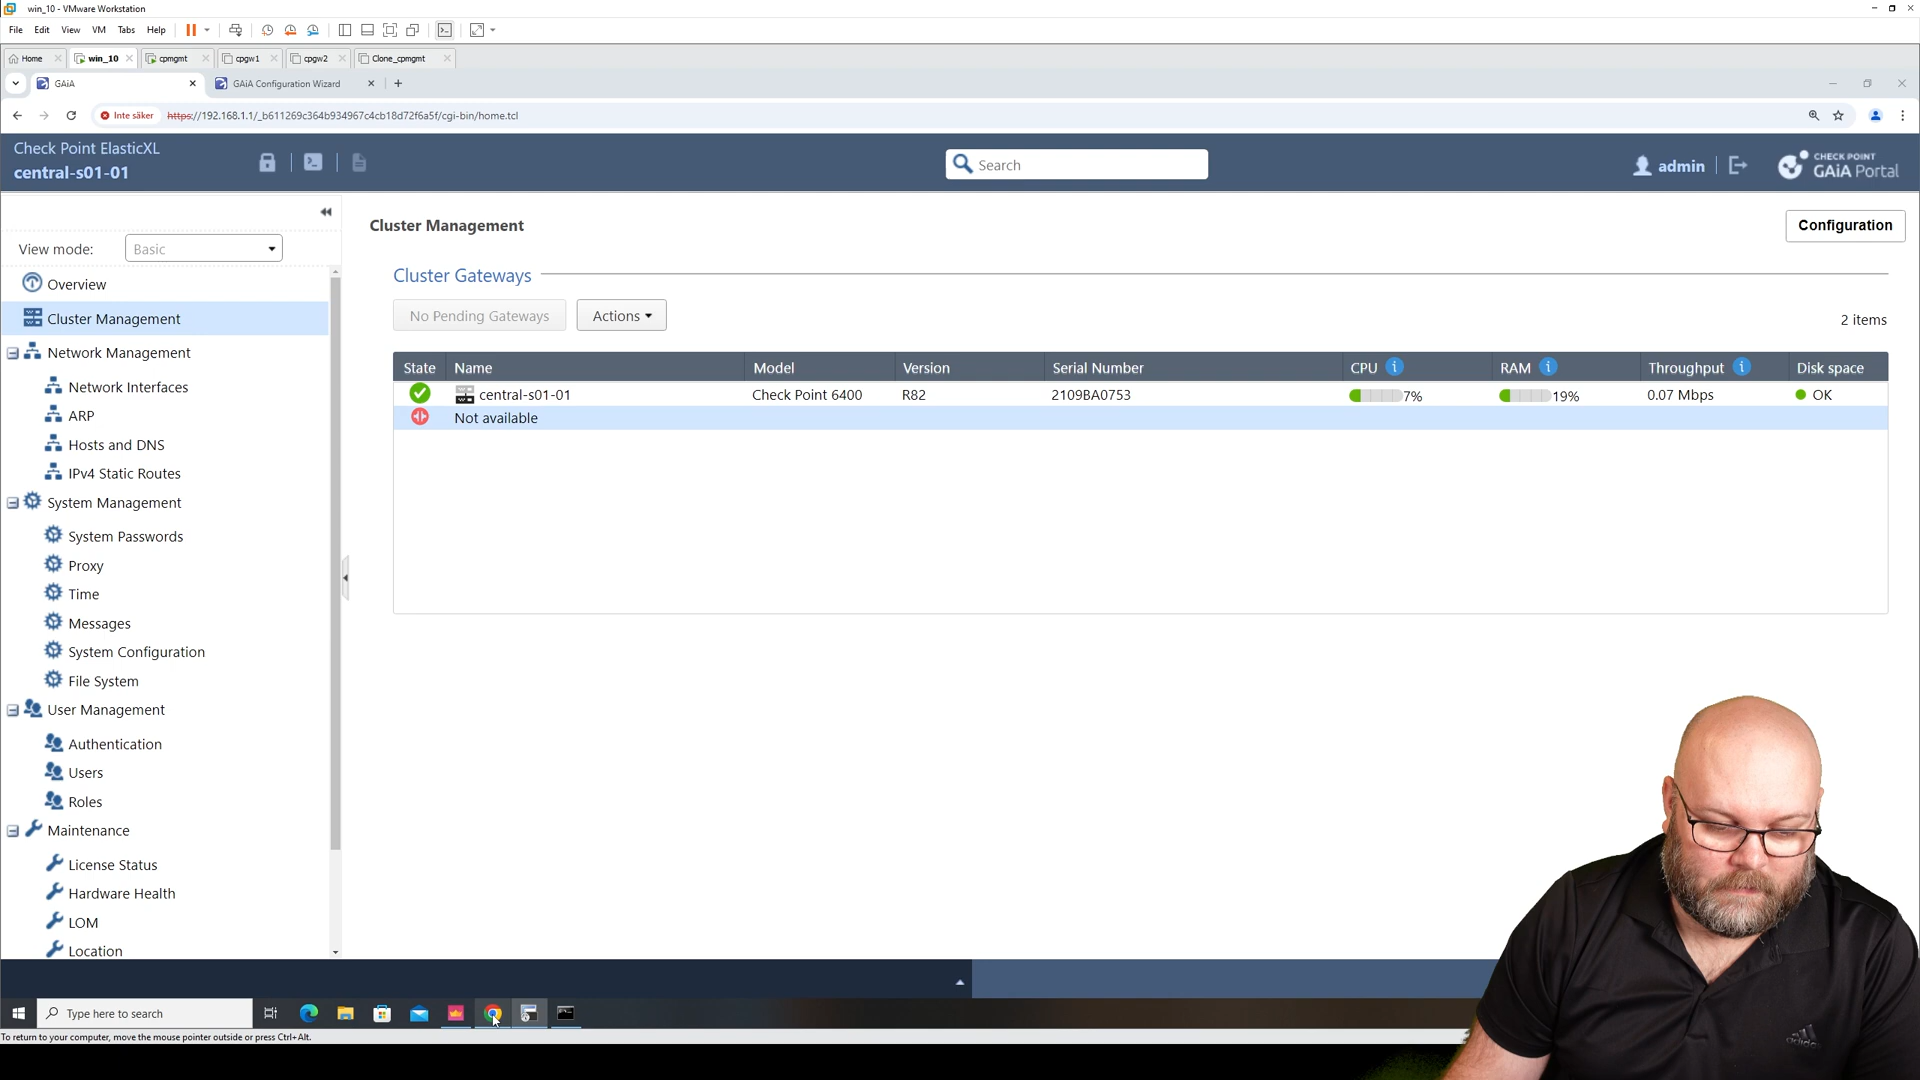 win_10 - VMware Workstation
File Edit View VM Tabs Help
Home win_10 cpmgmt cpgw1 cpgw2 Clone_cpmgmt
GAiA GAiA Configuration Wizard
Inte säker https://192.168.1.1/_b611269c364b934967c4cb18d72f6a5f/cgi-bin/home.tcl
Check Point ElasticXL
central-s01-01
Search
admin
CHECK POINT
GAiA Portal
View mode: Basic
Overview
Cluster Management
Network Management
Network Interfaces
ARP
Hosts and DNS
IPv4 Static Routes
System Management
System Passwords
Proxy
Time
Messages
System Configuration
File System
User Management
Authentication
Users
Roles
Maintenance
License Status
Hardware Health
LOM
Location
Cluster Management
Configuration
Cluster Gateways
No Pending Gateways Actions
2 items
State Name Model Version Serial Number CPU RAM Throughput Disk space
central-s01-01 Check Point 6400 R82 2109BA0753 7% 19% 0.07 Mbps OK
Not available
Type here to search
To return to your computer, move the mouse pointer outside or press Ctrl+Alt.
adidas